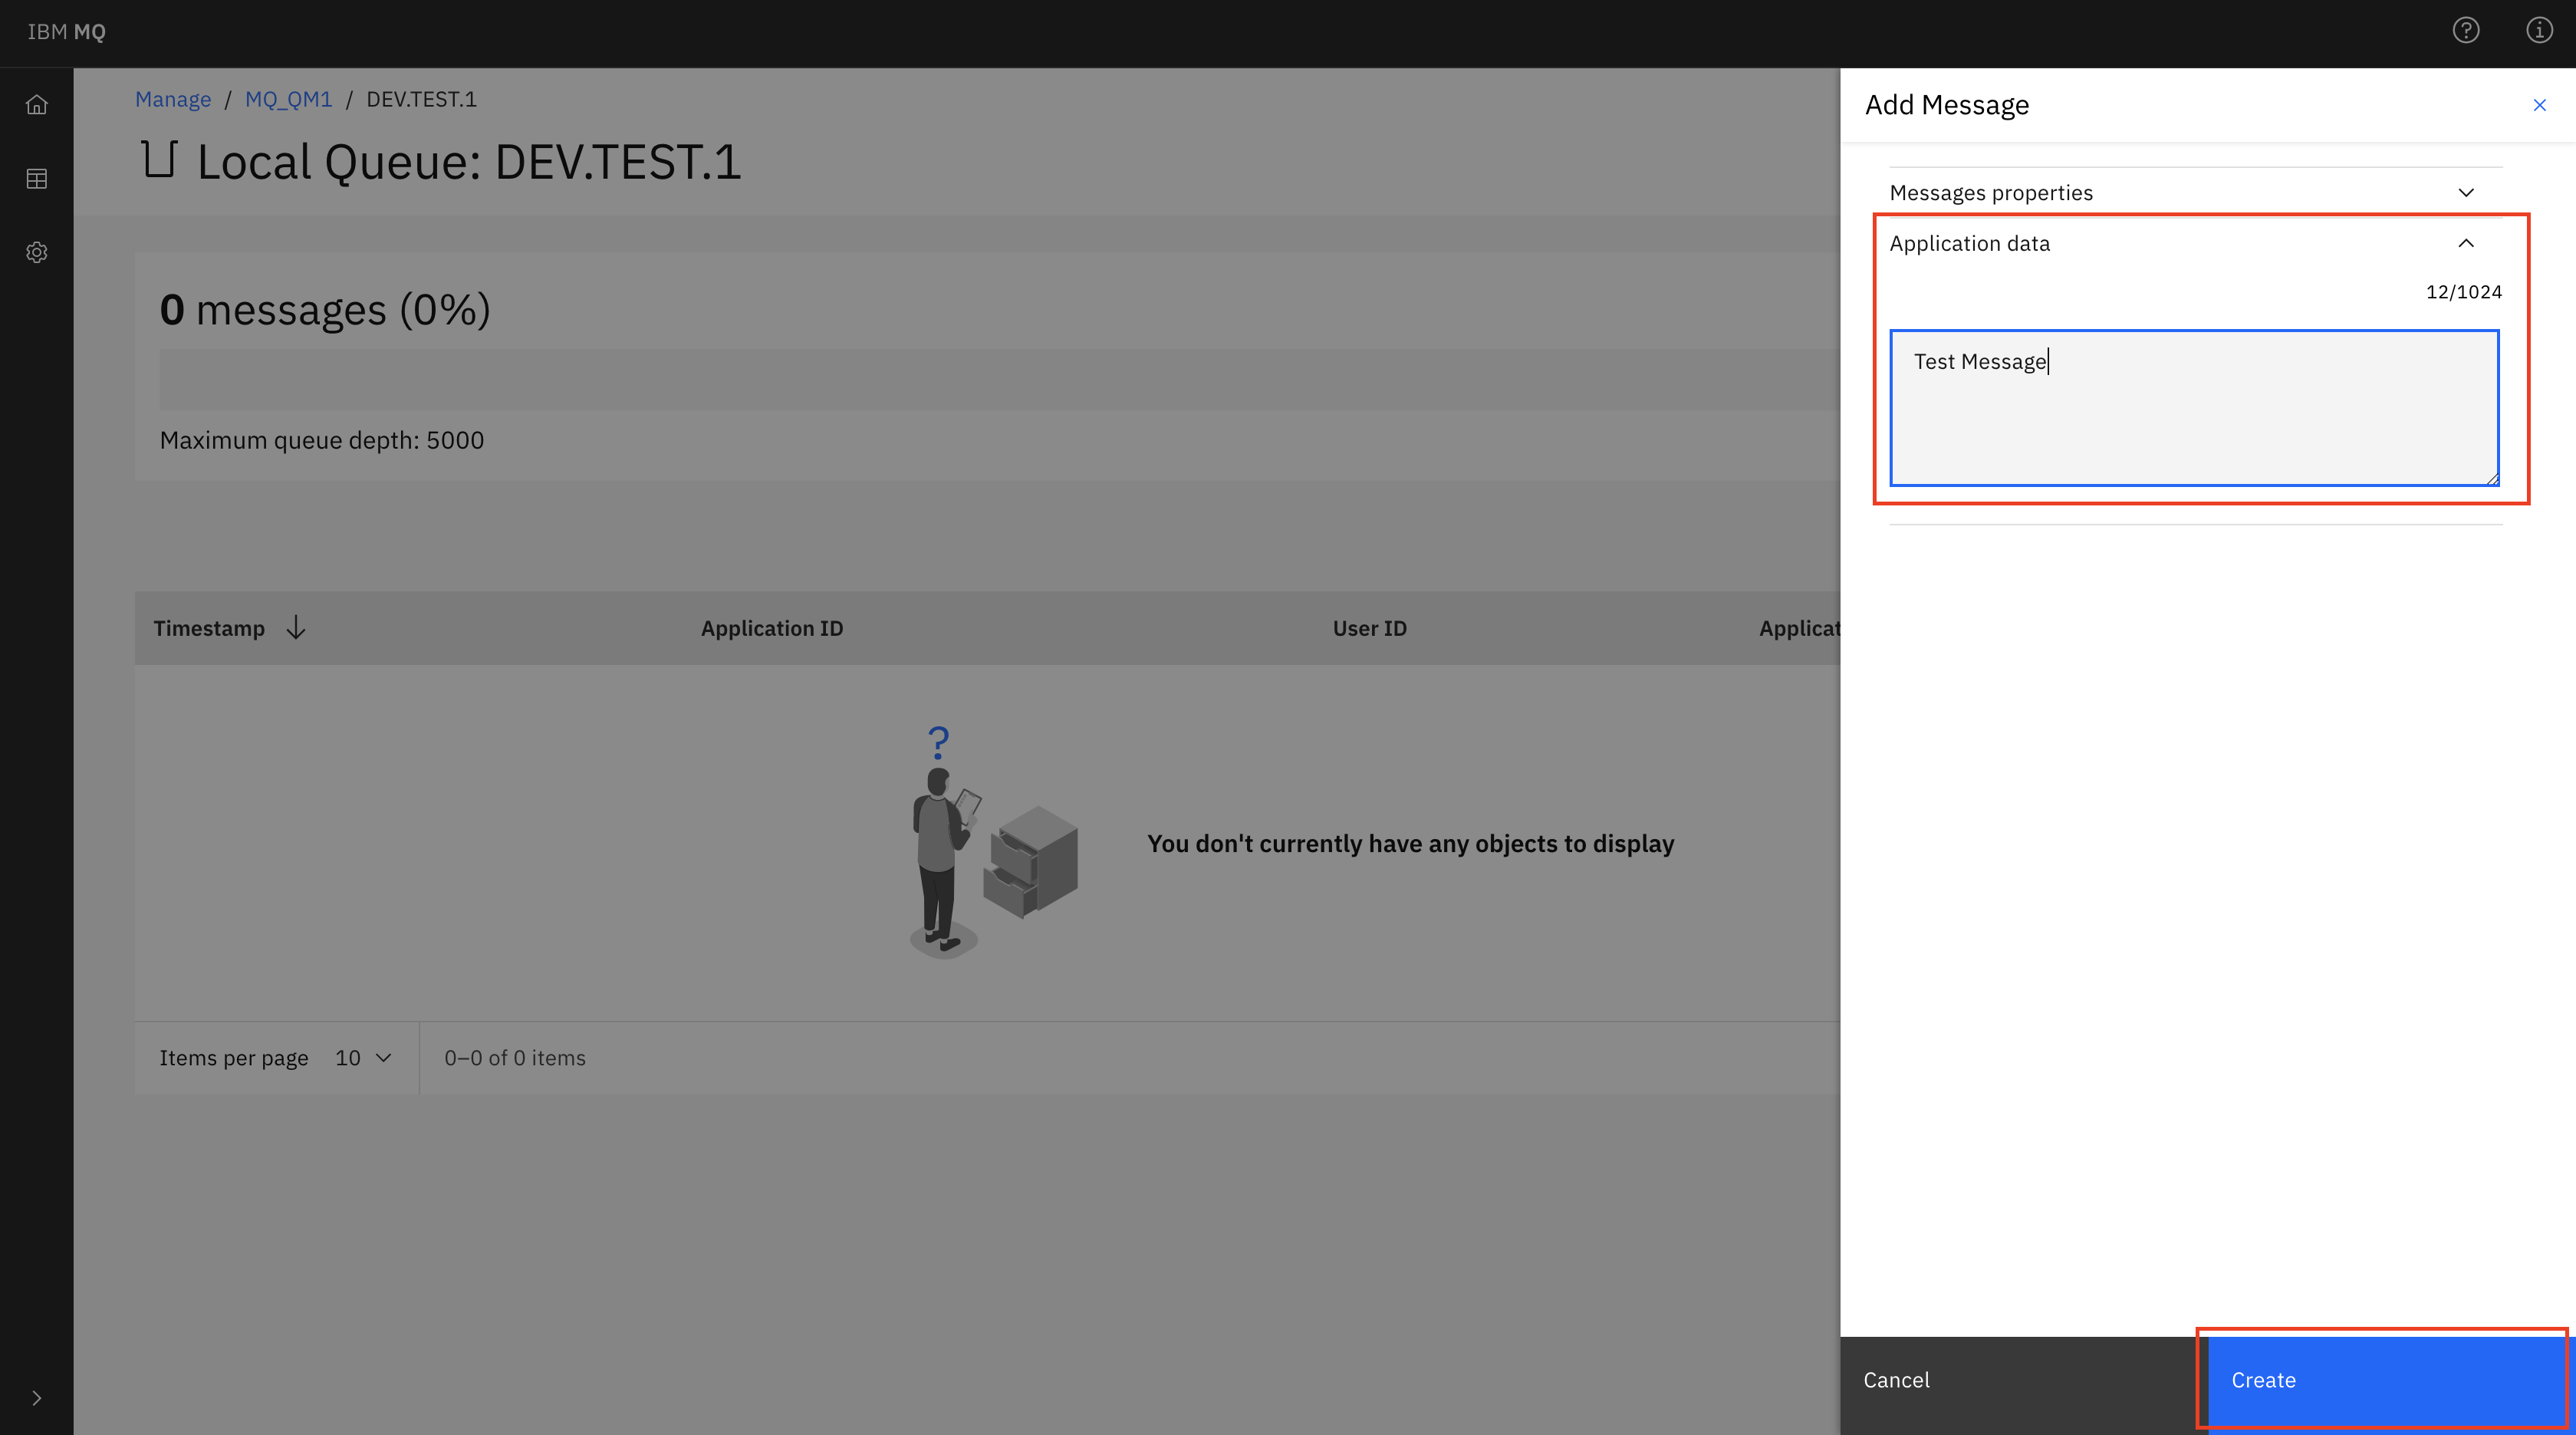 IBM MQ
Manage / MQ_QM1 / DEV.TEST.1
Local Queue: DEV.TEST.1
0 messages (0%)
Maximum queue depth: 5000
Timestamp Application ID User ID Applicat
?
You don't currently have any objects to display
Items per page 10 0–0 of 0 items
Add Message
Messages properties
Application data
12/1024
Test Message
Cancel Create